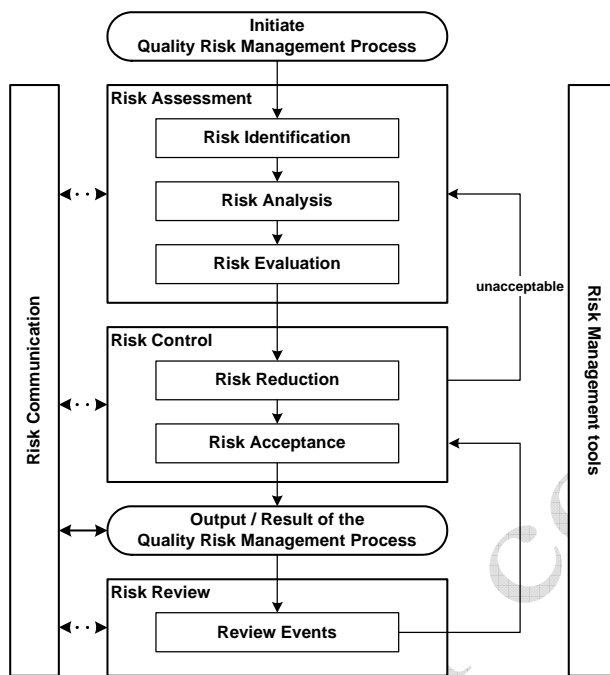 Initiate
Quality Risk Management Process
Risk Assessment
Risk Identification
Risk Analysis
Risk Evaluation
unacceptable
Risk Communication
Risk Management tools
Risk Control
Risk Reduction
Risk Acceptance
Output / Result of the
Quality Risk Management Process
Risk Review
Review Events